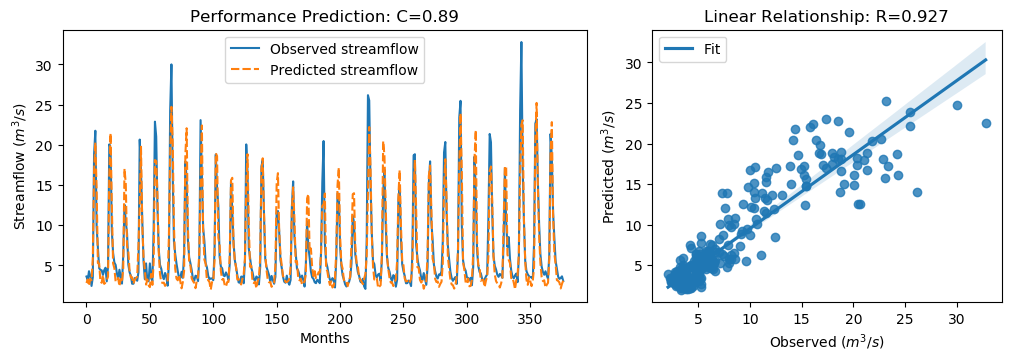 Performance Prediction: C=0.89
Observed streamflow
Predicted streamflow
Streamflow (m³/s)
30
25
20
15
10
5
0
50
100
150
200
250
300
350
Months
Linear Relationship: R=0.927
Fit
Predicted (m³/s)
30
25
20
15
10
5
5
10
15
20
25
30
Observed (m³/s)